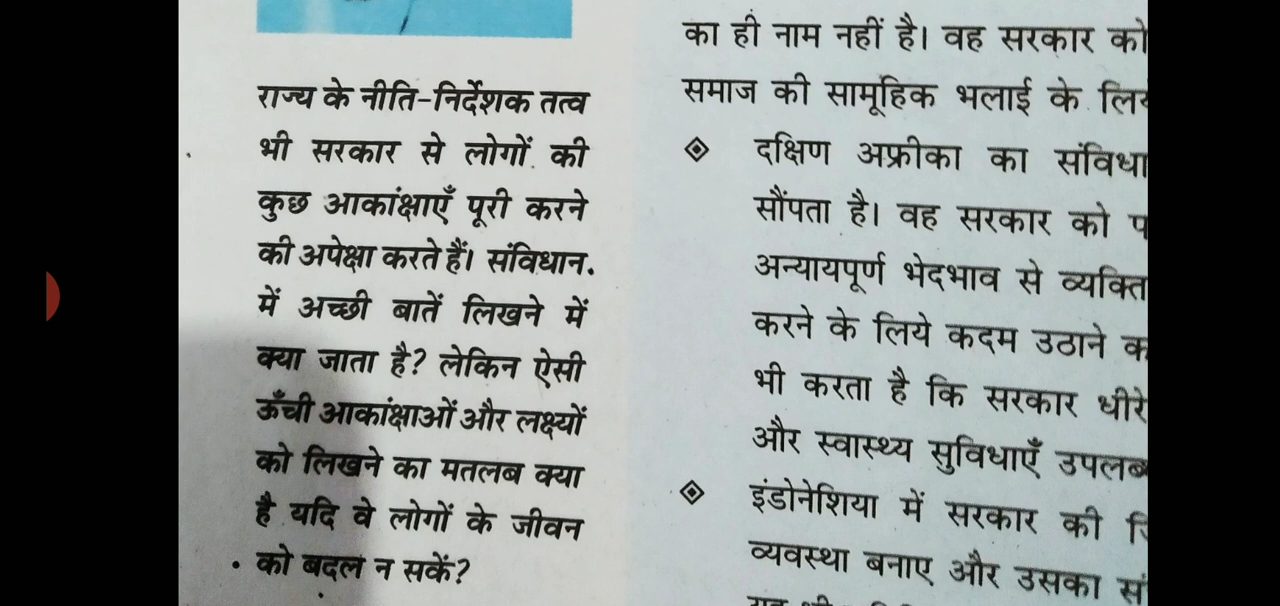 राज्य के नीति-निर्देशक तत्व
भी सरकार से लोगों की
कुछ आकांक्षाएँ पूरी करने
की अपेक्षा करते हैं। संविधान
में अच्छी बातें लिखने में
क्या जाता है? लेकिन ऐसी
ऊँची आकांक्षाओं और लक्ष्यों
को लिखने का मतलब क्या
है यदि वे लोगों के जीवन
को बदल न सकें?
का ही नाम नहीं है। वह सरकार को
समाज की सामूहिक भलाई के
दक्षिण अफ्रीका का
सौंपता है। वह सरकार को
अन्यायपूर्ण भेदभाव से व्यक्ति
करने के लिये कदम उठाने
भी करता है कि सरकार धीरे
और स्वास्थ्य सुविधाएँ
इंडोनेशिया में सरकार की
व्यवस्था बनाए और उसका